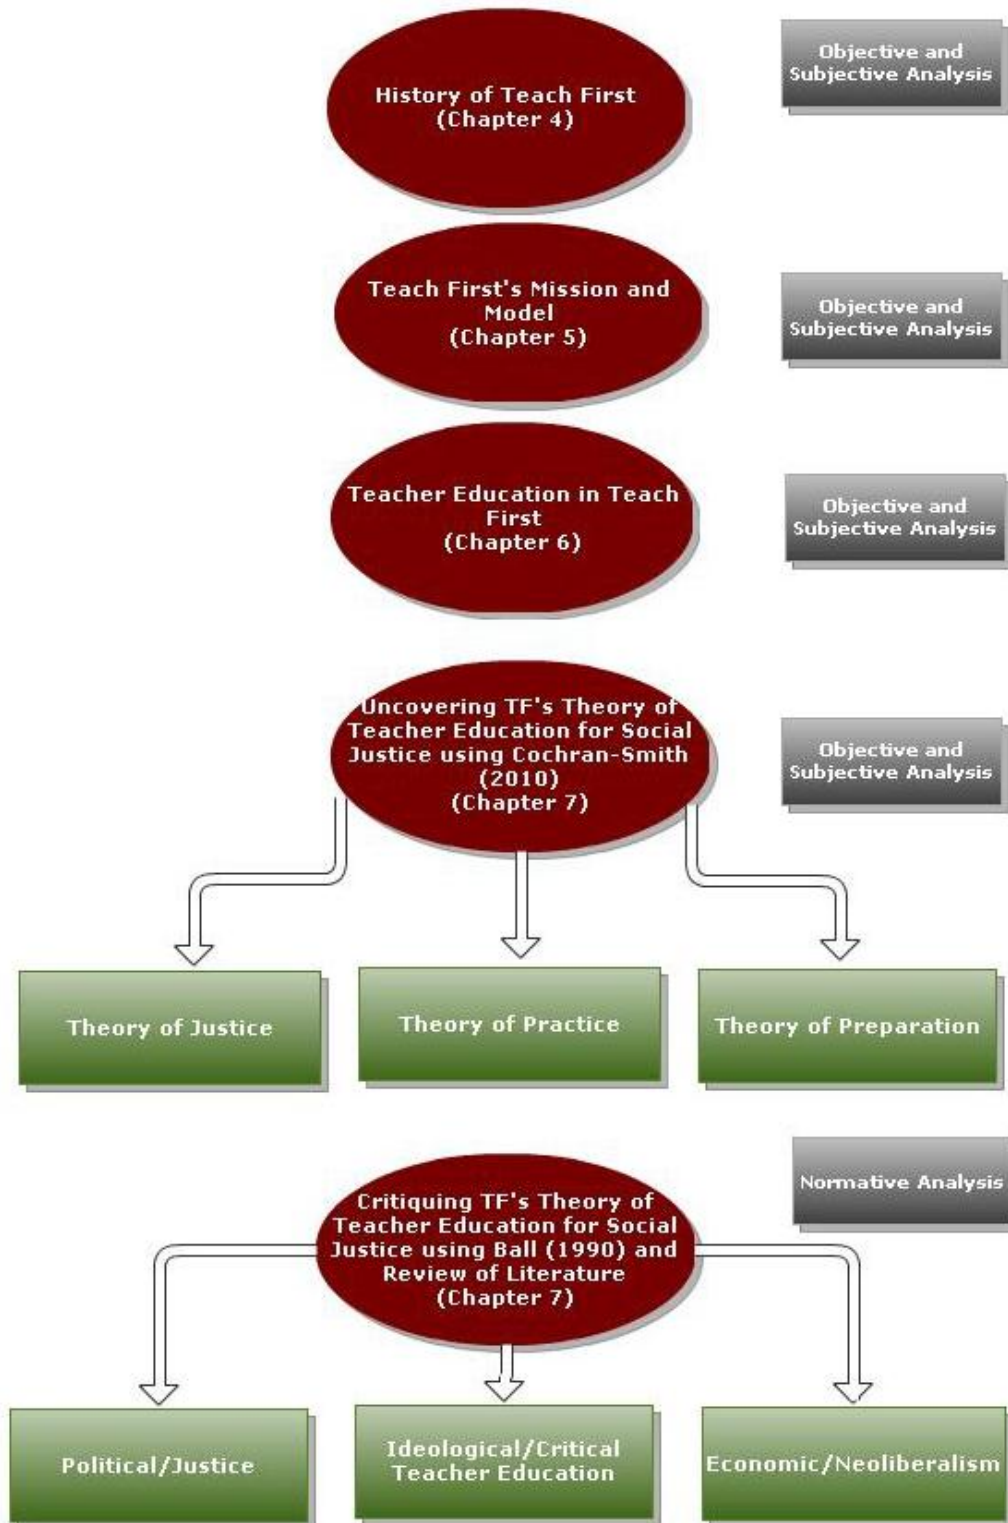 History of Teach First
(Chapter 4)
Objective and
Subjective Analysis
Teach First's Mission and
Model
(Chapter 5)
Objective and
Subjective Analysis
Teacher Education in Teach
First
(Chapter 6)
Objective and
Subjective Analysis
Uncovering TF's Theory of
Teacher Education for Social
Justice using Cochran-Smith
(2010)
(Chapter 7)
Objective and
Subjective Analysis
Theory of Justice
Theory of Practice
Theory of Preparation
Normative Analysis
Critiquing TF's Theory of
Teacher Education for Social
Justice using Ball (1990) and
Review of Literature
(Chapter 7)
Political/Justice
Ideological/Critical
Teacher Education
Economic/Neoliberalism